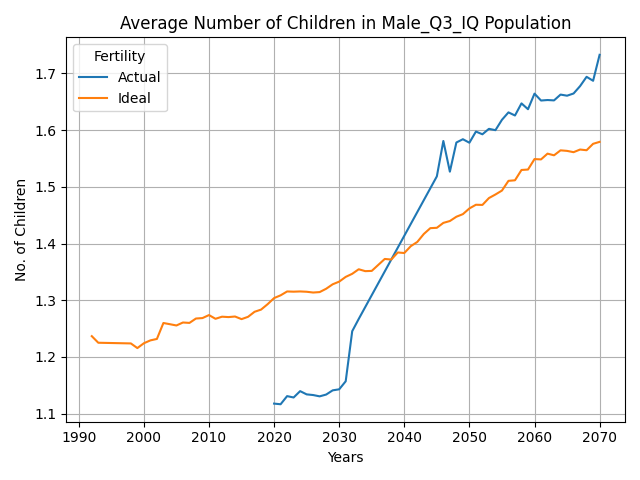 Average Number of Children in Male_Q3_IQ Population
Fertility
Actual
Ideal
No. of Children
1.7
1.6
1.5
1.4
1.3
1.2
1.1
1990 2000 2010 2020 2030 2040 2050 2060 2070
Years